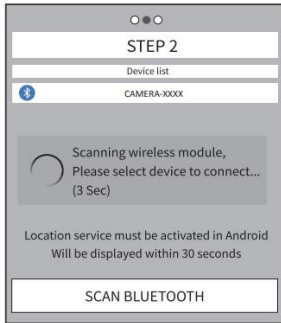 STEP 2
Device list
CAMERA-XXXX
Scanning wireless module,
Please select device to connect...
(3 Sec)
Location service must be activated in Android
Will be displayed within 30 seconds
SCAN BLUETOOTH